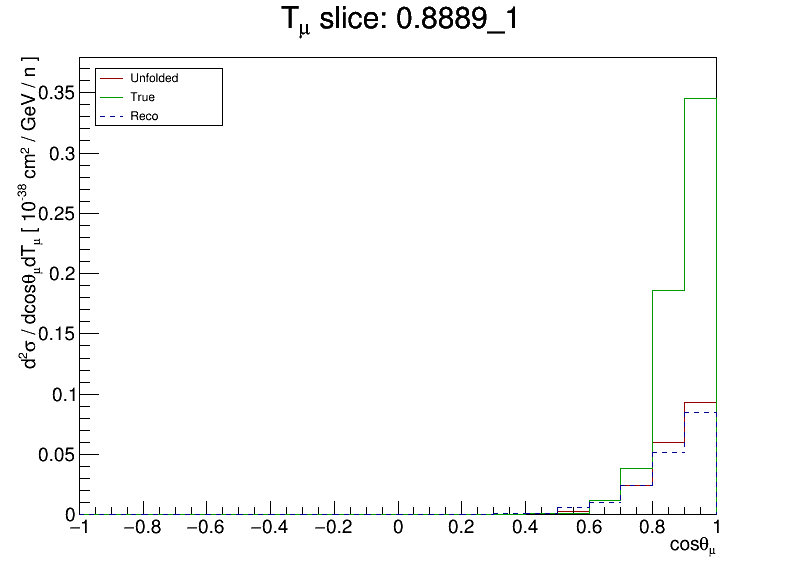 Tμ slice: 0.8889_1
d²σ / dcosθμdTμ [ 10⁻³⁸ cm² / GeV / n ]
Unfolded
True
Reco
0.35
0.3
0.25
0.2
0.15
0.1
0.05
0
−1 −0.8 −0.6 −0.4 −0.2 0 0.2 0.4 0.6 0.8 1
cosθμ